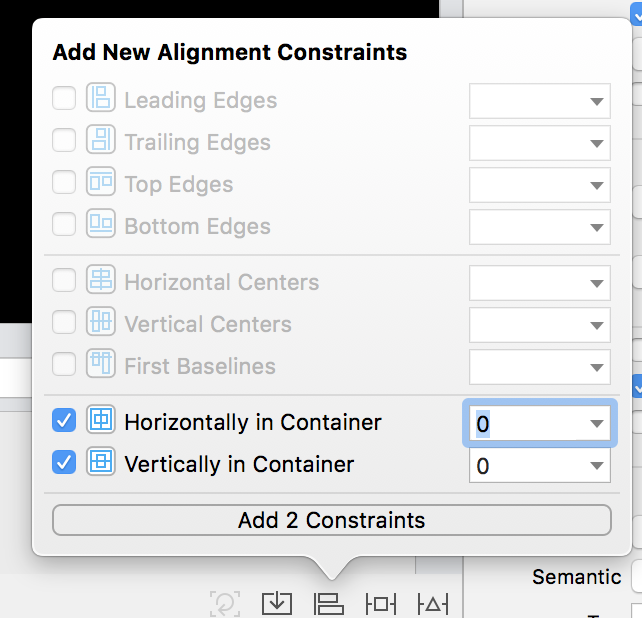 Add New Alignment Constraints
Leading Edges
Trailing Edges
Top Edges
Bottom Edges
Horizontal Centers
Vertical Centers
First Baselines
Horizontally in Container 0
Vertically in Container 0
Add 2 Constraints
Semantic